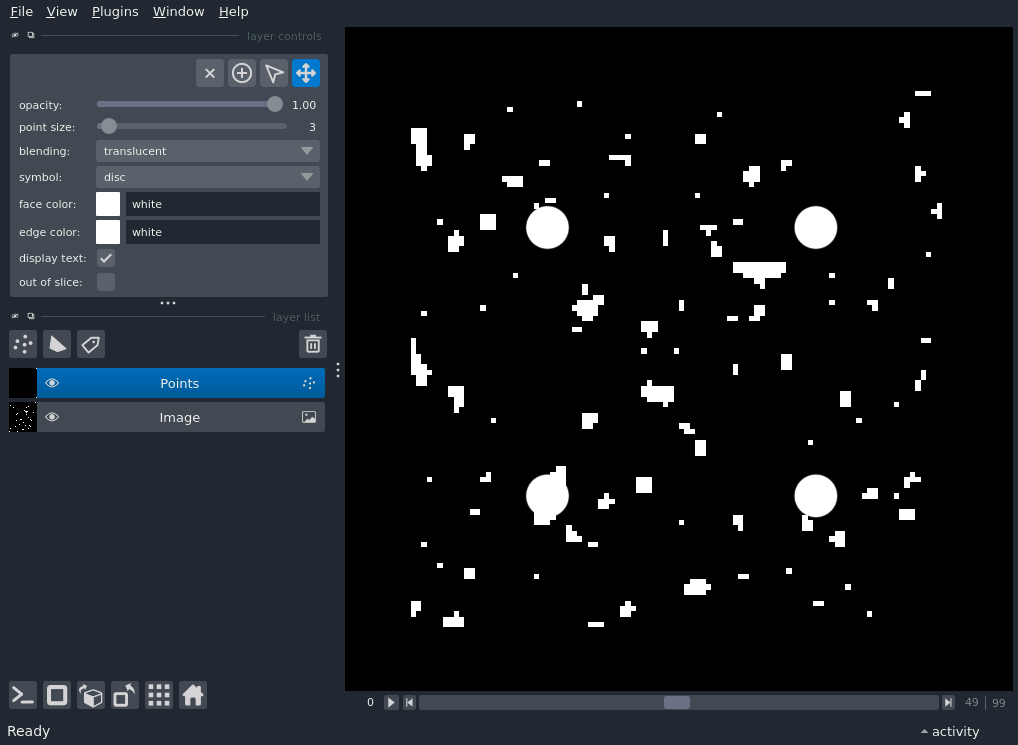 File View Plugins Window Help
layer controls
opacity: 1.00
point size: 3
blending: translucent
symbol: disc
face color: white
edge color: white
display text:
out of slice:
layer list
Points
Image
0 49 | 99
Ready activity